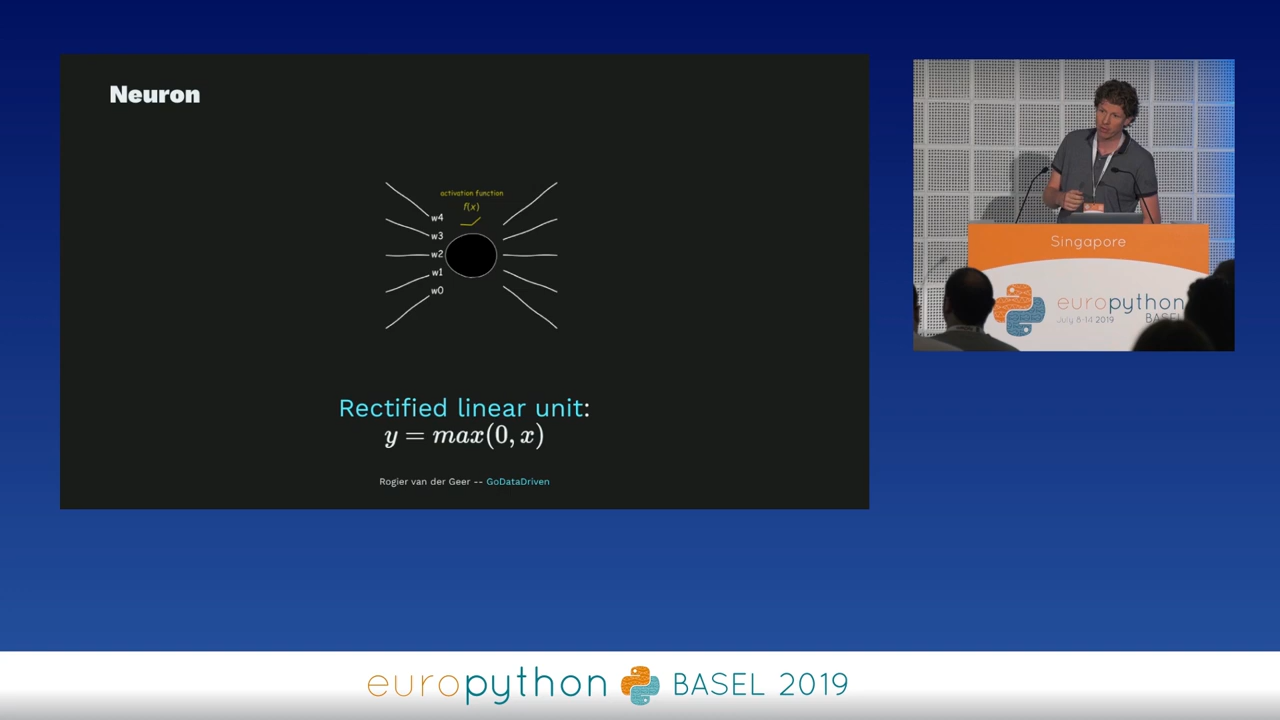 Neuron
activation function
f(x)
w4
w3
w2
w1
w0
Rectified linear unit:
y = max(0, x)
Rogier van der Geer -- GoDataDriven
Singapore
europython
July 8-14 2019
BASEL
europython BASEL 2019